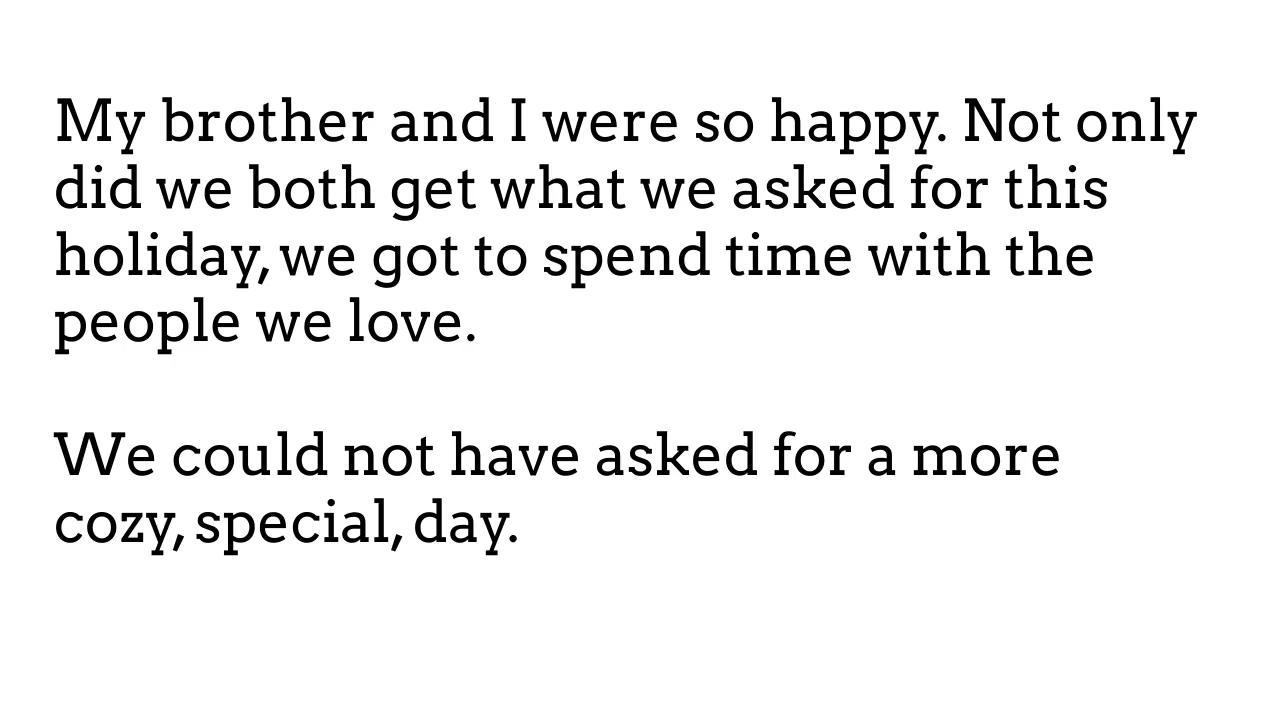 My brother and I were so happy. Not only
did we both get what we asked for this
holiday, we got to spend time with the
people we love.
We could not have asked for a more
cozy, special, day.